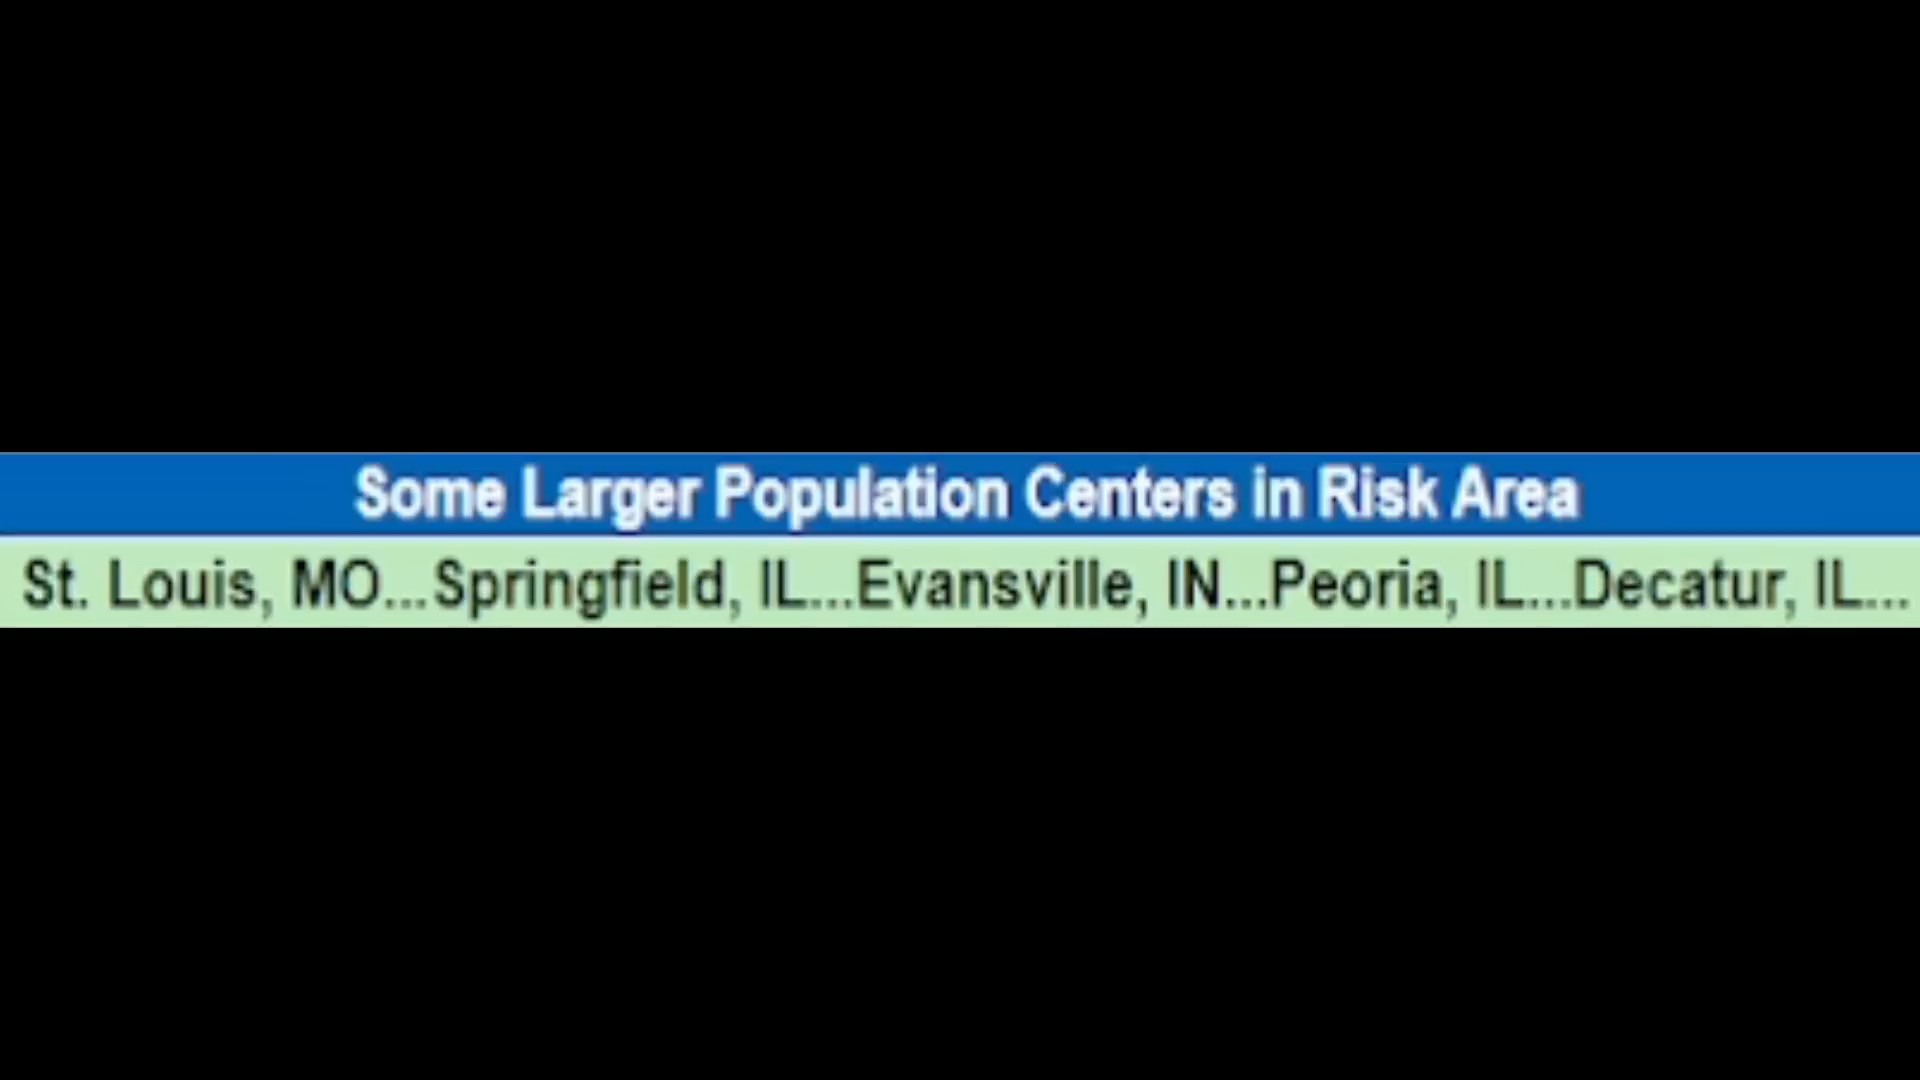 Some Larger Population Centers in Risk Area
St. Louis, MO...Springfield, IL...Evansville, IN...Peoria, IL...Decatur, IL...